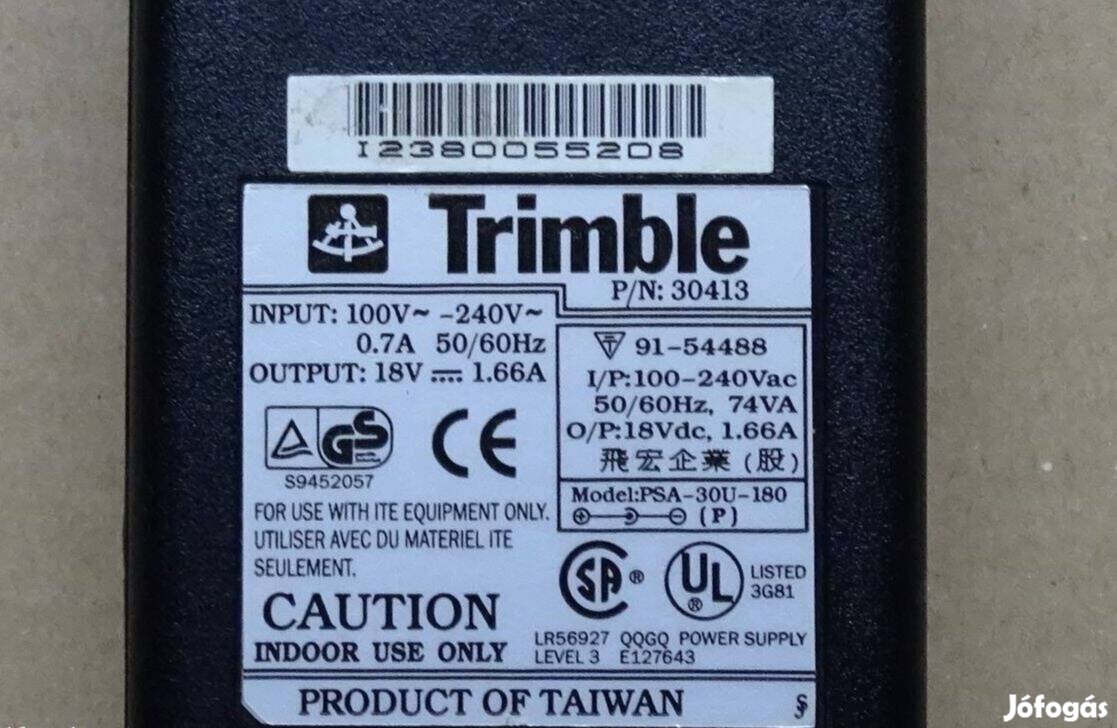 I2380055208
Trimble
P/N: 30413
INPUT: 100V~ -240V~
0.7A 50/60Hz
OUTPUT: 18V ⎓ 1.66A
S9452057
FOR USE WITH ITE EQUIPMENT ONLY.
UTILISER AVEC DU MATERIEL ITE
SEULEMENT.
CAUTION
INDOOR USE ONLY
91-54488
I/P:100-240Vac
50/60Hz, 74VA
O/P:18Vdc, 1.66A
飛宏企業(股)
Model:PSA-30U-180
(P)
GS
CE
SA ®
UL ®
LISTED
3G81
LR56927 QQGQ POWER SUPPLY
LEVEL 3 E127643
PRODUCT OF TAIWAN
Jófogás